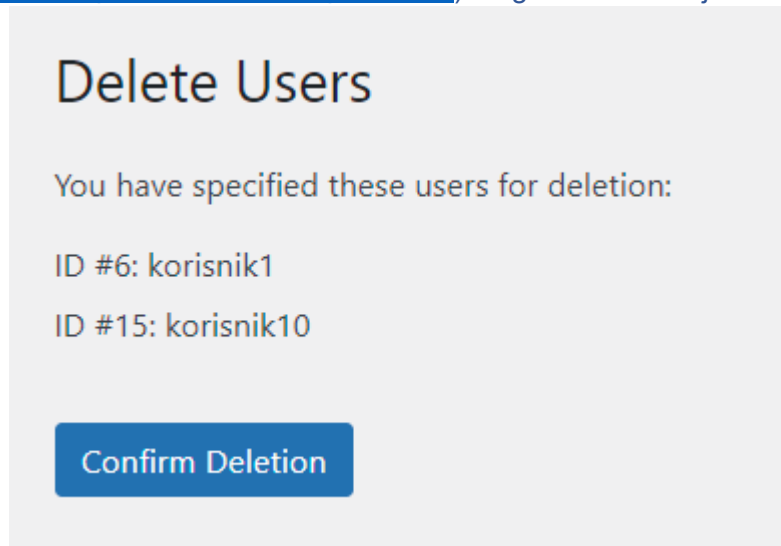 Delete Users
You have specified these users for deletion:
ID #6: korisnik1
ID #15: korisnik10
Confirm Deletion